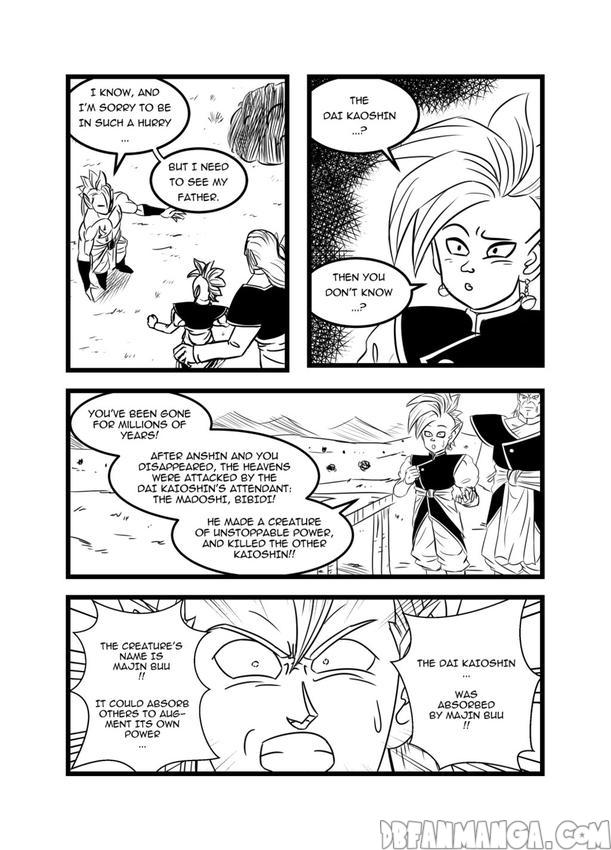 I KNOW, AND
I'M SORRY TO BE
IN SUCH A HURRY
...
BUT I NEED
TO SEE MY
FATHER.
THE
DAI KAOSHIN
...?
THEN YOU
DON'T KNOW
...?
YOU'VE BEEN GONE
FOR MILLIONS OF
YEARS!
AFTER ANSHIN AND YOU
DISAPPEARED, THE HEAVENS
WERE ATTACKED BY THE
DAI KAIOSHIN'S ATTENDANT:
THE MADOSHI, BIBIDI!
HE MADE A CREATURE
OF UNSTOPPABLE POWER,
AND KILLED THE OTHER
KAIOSHIN!!
THE CREATURE'S
NAME IS
MAJIN BUU
!!
IT COULD ABSORB
OTHERS TO AUG-
MENT ITS OWN
POWER
...
THE DAI KAIOSHIN
...
WAS
ABSORBED
BY MAJIN BUU
!!
DBFANMANGA.COM